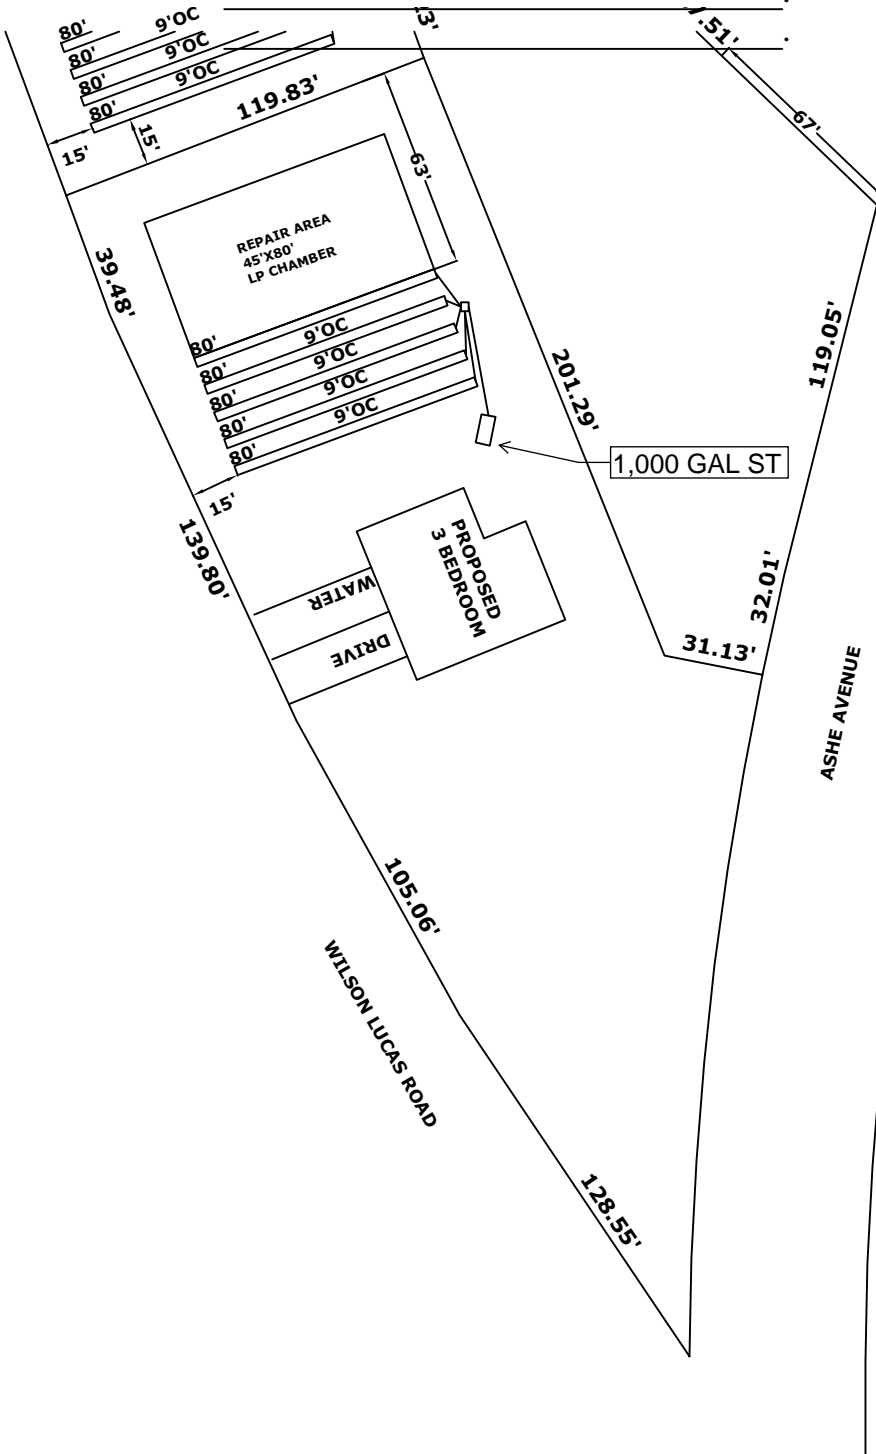 80'
9'OC
80'
9'OC
80'
9'OC
80'
119.83'
15'
15'
63'
67'
REPAIR AREA
45'X80'
LP CHAMBER
39.48'
80'
9'OC
80'
9'OC
80'
9'OC
80'
9'OC
80'
15'
201.29'
119.05'
1,000 GAL ST
139.80'
PROPOSED
3 BEDROOM
WATER
DRIVE
32.01'
31.13'
ASHE AVENUE
105.06'
WILSON LUCAS ROAD
128.55'